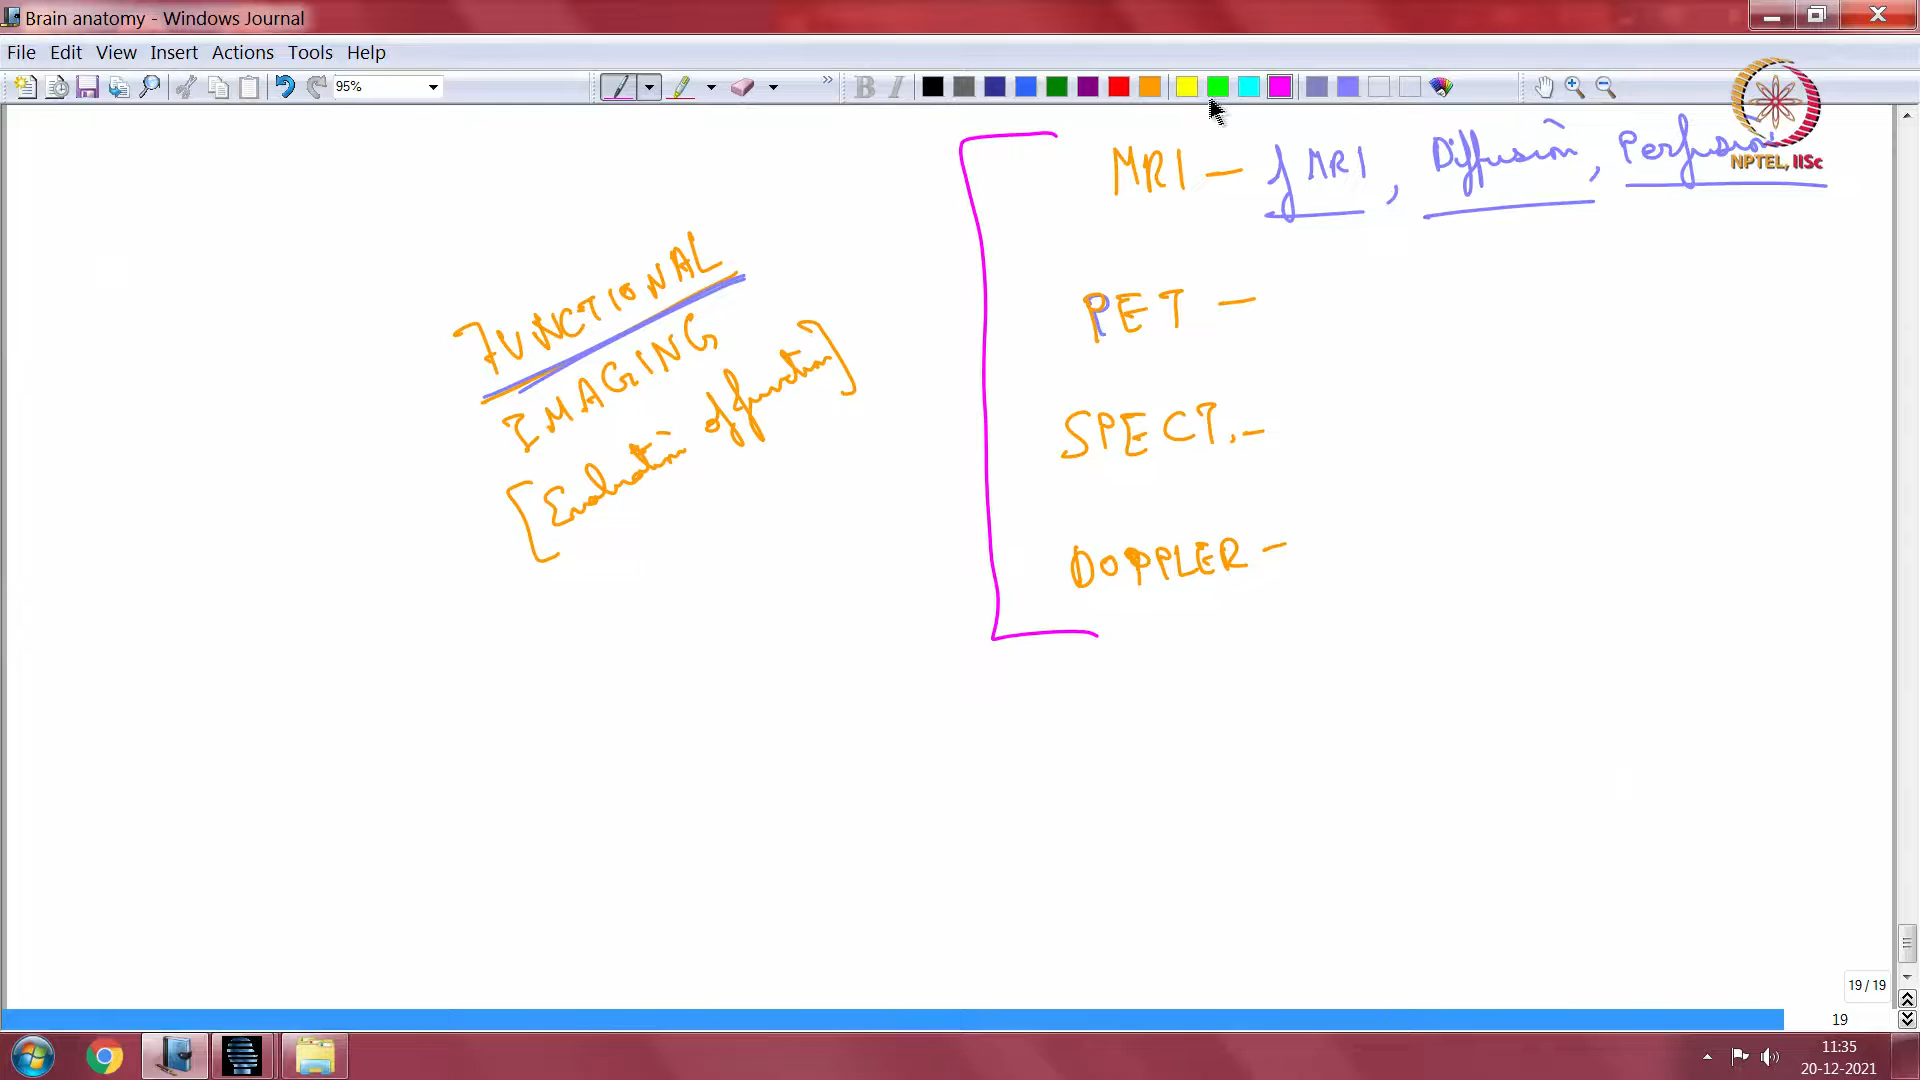 Brain anatomy - Windows Journal
File Edit View Insert Actions Tools Help
95%
B I
NPTEL, IISc
MRI - fMRI, Diffusion, Perfusion
FUNCTIONAL
IMAGING
[Evaluation of function]
PET -
SPECT. -
DOPPLER -
19 / 19
19
11:35
20-12-2021